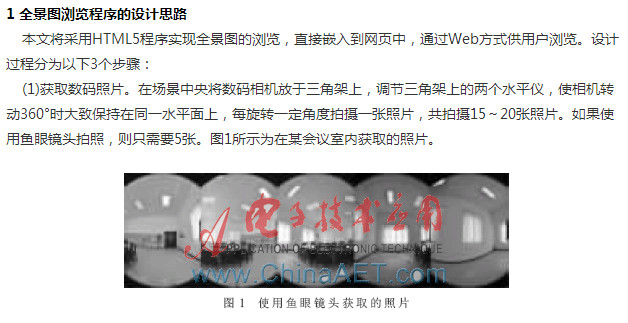 1 全景图浏览程序的设计思路
本文将采用HTML5程序实现全景图的浏览，直接嵌入到网页中，通过Web方式供用户浏览。设计
过程分为以下3个步骤：
(1)获取数码照片。在场景中央将数码相机放于三角架上，调节三角架上的两个水平仪，使相机转
动360°时大致保持在同一水平面上，每旋转一定角度拍摄一张照片，共拍摄15～20张照片。如果使
用鱼眼镜头拍照，则只需要5张。图1所示为在某会议室内获取的照片。
电子技术应用
APPLICATION OF ELECTRONIC TECHNIQUE
www.ChinaAET.com
图 1 使用鱼眼镜头获取的照片